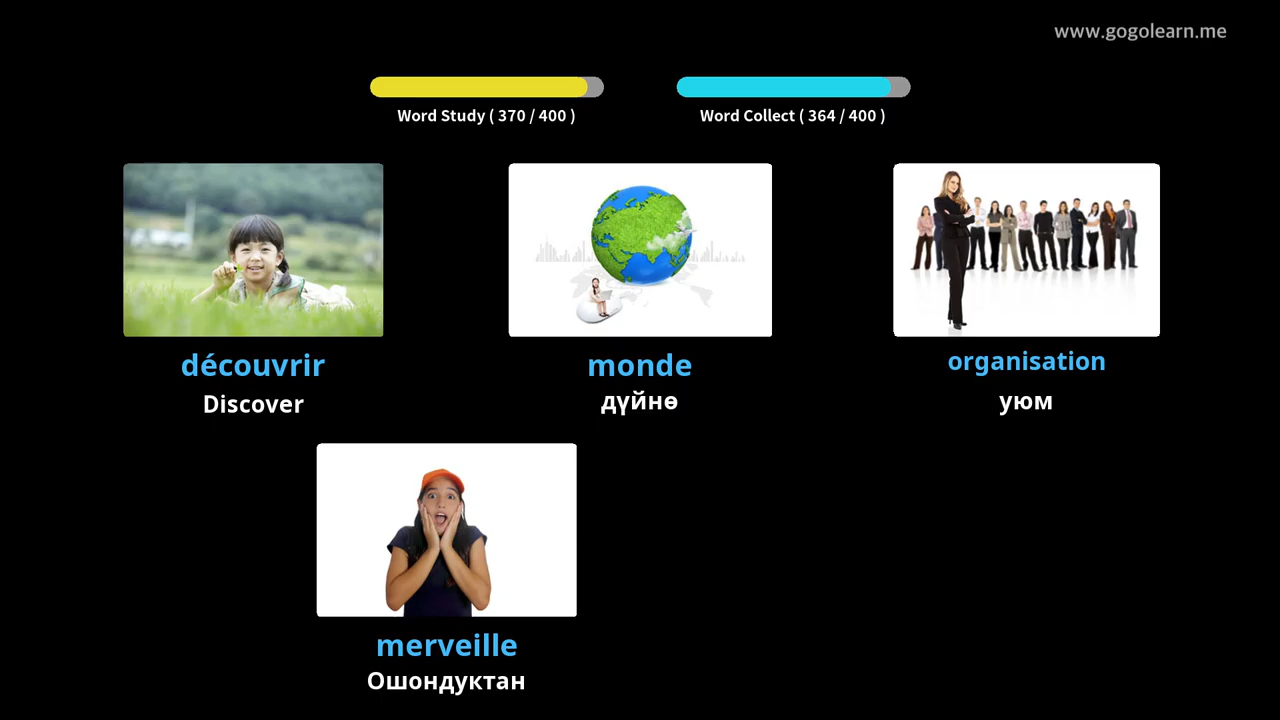 www.gogolearn.me
Word Study ( 370 / 400 )
Word Collect ( 364 / 400 )
découvrir
Discover
monde
дүйнө
organisation
уюм
merveille
Ошондуктан